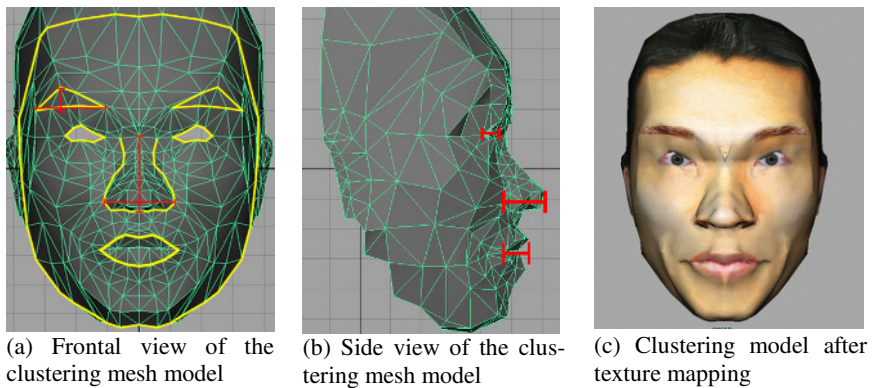 (a) Frontal view of the
clustering mesh model
(b) Side view of the clus-
tering mesh model
(c) Clustering model after
texture mapping